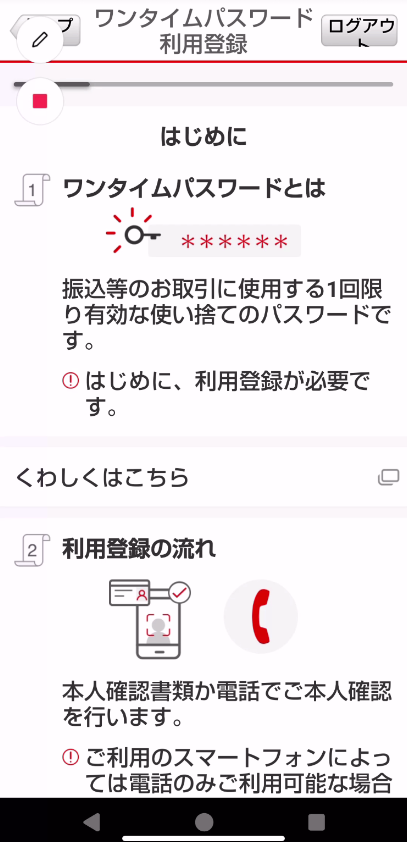 プ
ワンタイムパスワード
利用登録
ログアウ
ト
はじめに
1
ワンタイムパスワードとは
******
振込等のお取引に使用する1回限
り有効な使い捨てのパスワードで
す。
はじめに、利用登録が必要で
す。
くわしくはこちら
2
利用登録の流れ
本人確認書類か電話でご本人確認
を行います。
ご利用のスマートフォンによっ
ては電話のみご利用可能な場合